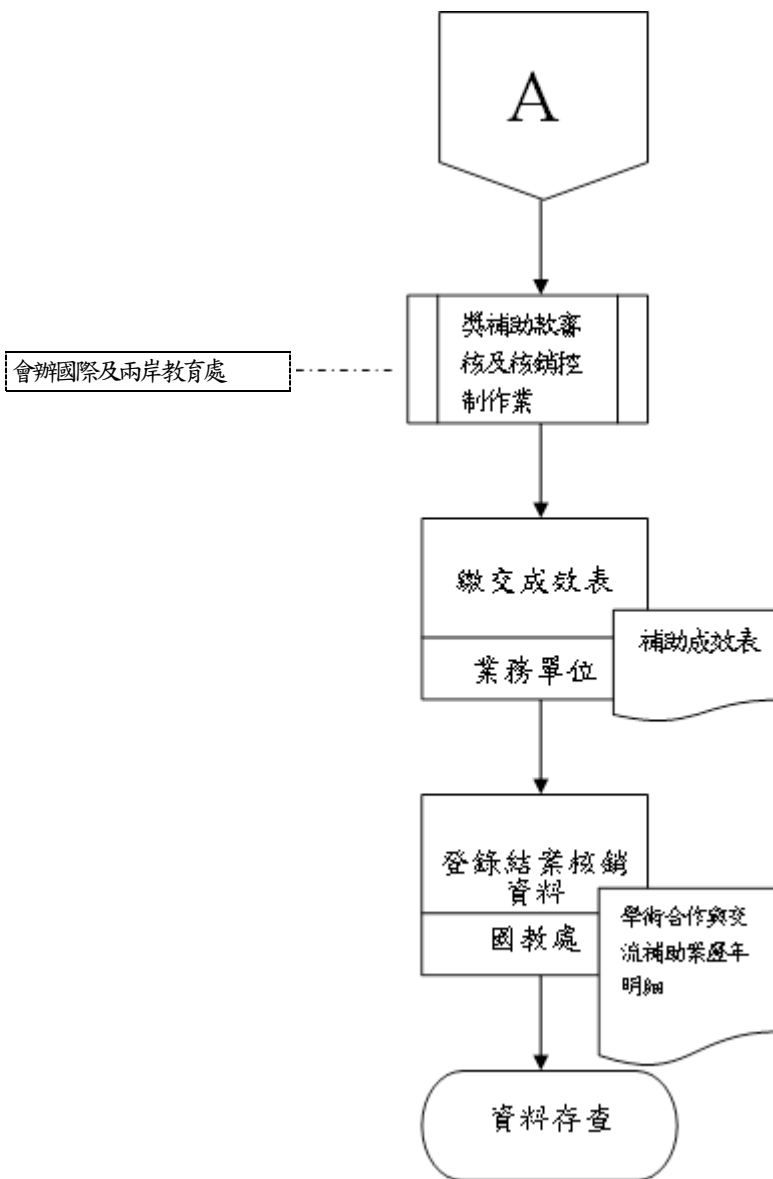 A
獎補助款審
核及核銷控
制作業
會辦國際及兩岸教育處
繳交成效表
業務單位
補助成效表
登錄結案核銷
資料
國教處
學術合作與交
流補助案歷年
明細
資料存查